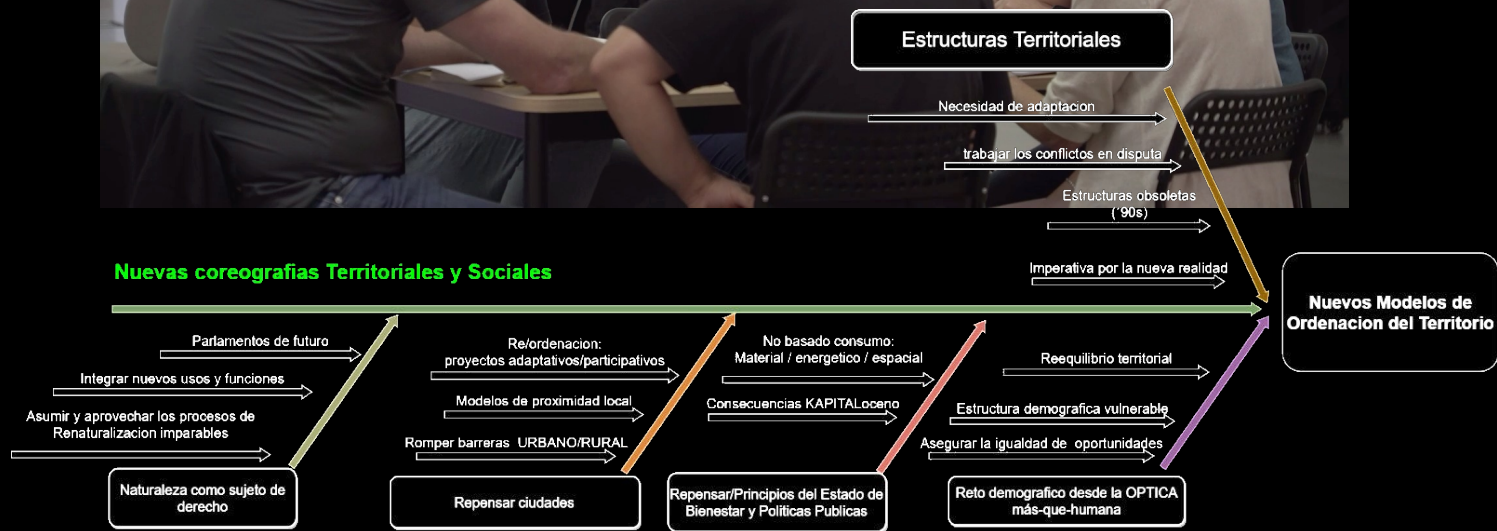 Estructuras Territoriales
Necesidad de adaptacion
trabajar los conflictos en disputa
Estructuras obsoletas
('90s)
Imperativa por la nueva realidad
Nuevas coreografias Territoriales y Sociales
Nuevos Modelos de
Ordenacion del Territorio
Parlamentos de futuro
Integrar nuevos usos y funciones
Asumir y aprovechar los procesos de
Renaturalizacion imparables
Naturaleza como sujeto de
derecho
Re/ordenacion:
proyectos adaptativos/participativos
Modelos de proximidad local
Romper barreras URBANO/RURAL
Repensar ciudades
No basado consumo:
Material / energetico / espacial
Consecuencias KAPITALoceno
Repensar/Principios del Estado de
Bienestar y Politicas Publicas
Reequilibrio territorial
Estructura demografica vulnerable
Asegurar la igualdad de oportunidades
Reto demografico desde la OPTICA
más-que-humana